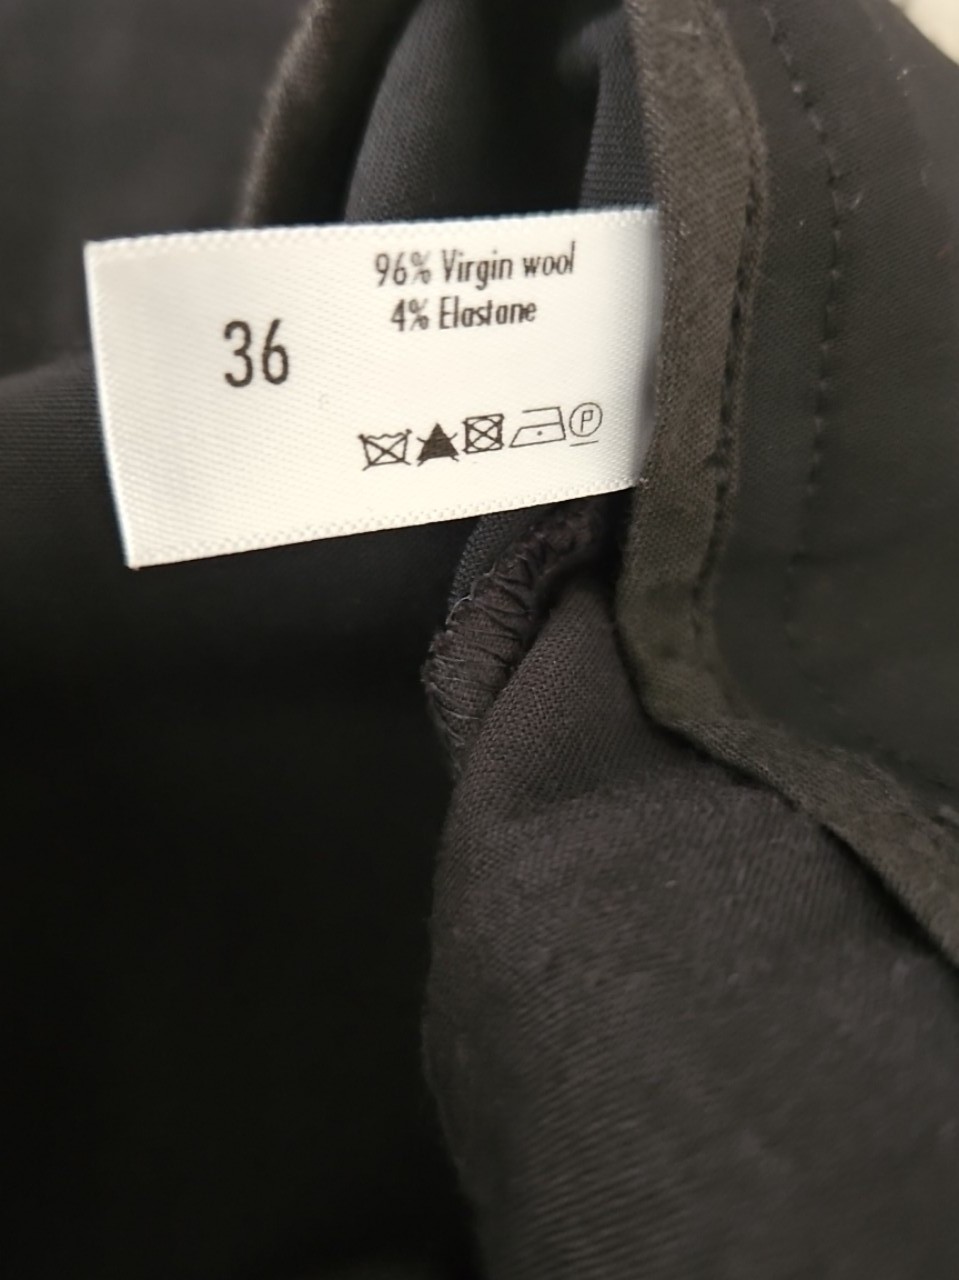 96% Virgin wool
4% Elastane
36
P